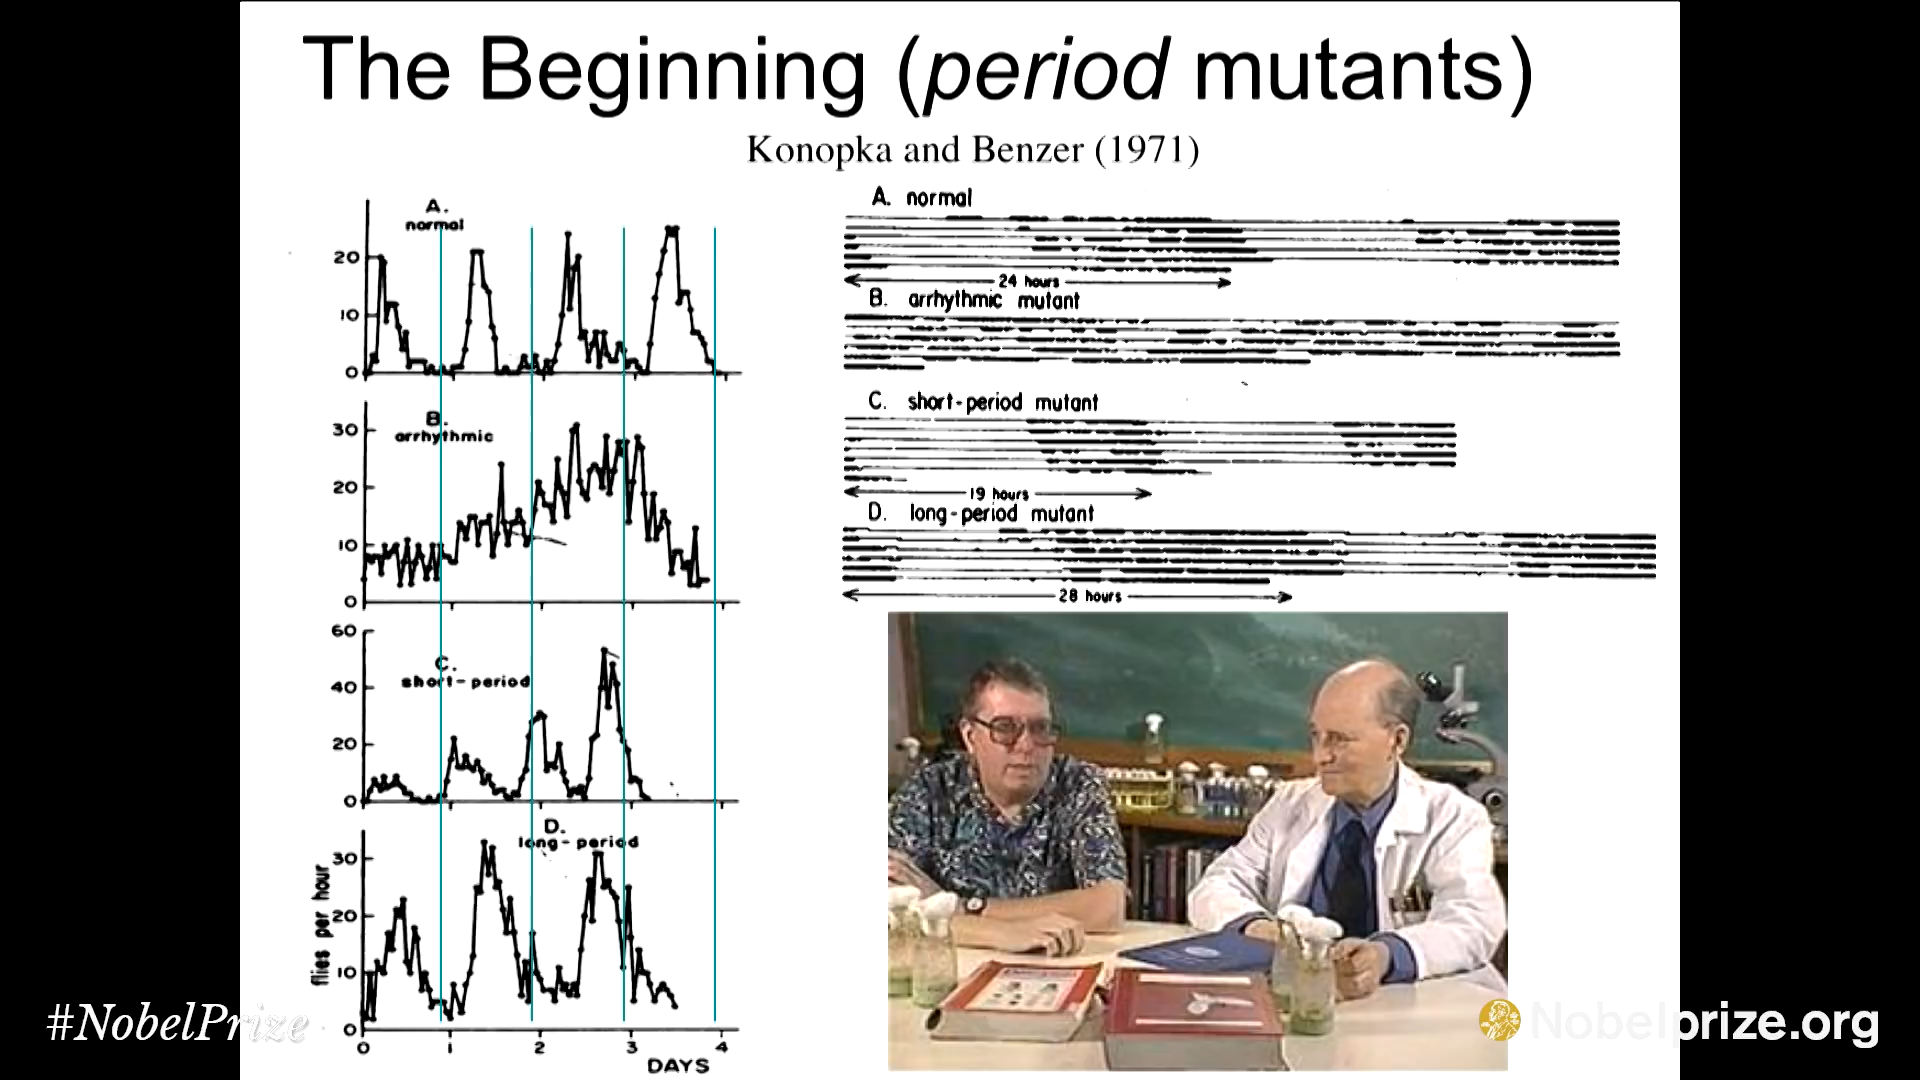 The Beginning (period mutants)
Konopka and Benzer (1971)
A.
normal
20
10
0
B.
arrhythmic
30
20
10
0
60
C.
short-period
40
20
0
D.
long-period
30
20
10
0
flies per hour
0 1 2 3 4
DAYS
A. normal
24 hours
B. arrhythmic mutant
C. short-period mutant
19 hours
D. long-period mutant
28 hours
#NobelPrize
Nobelprize.org